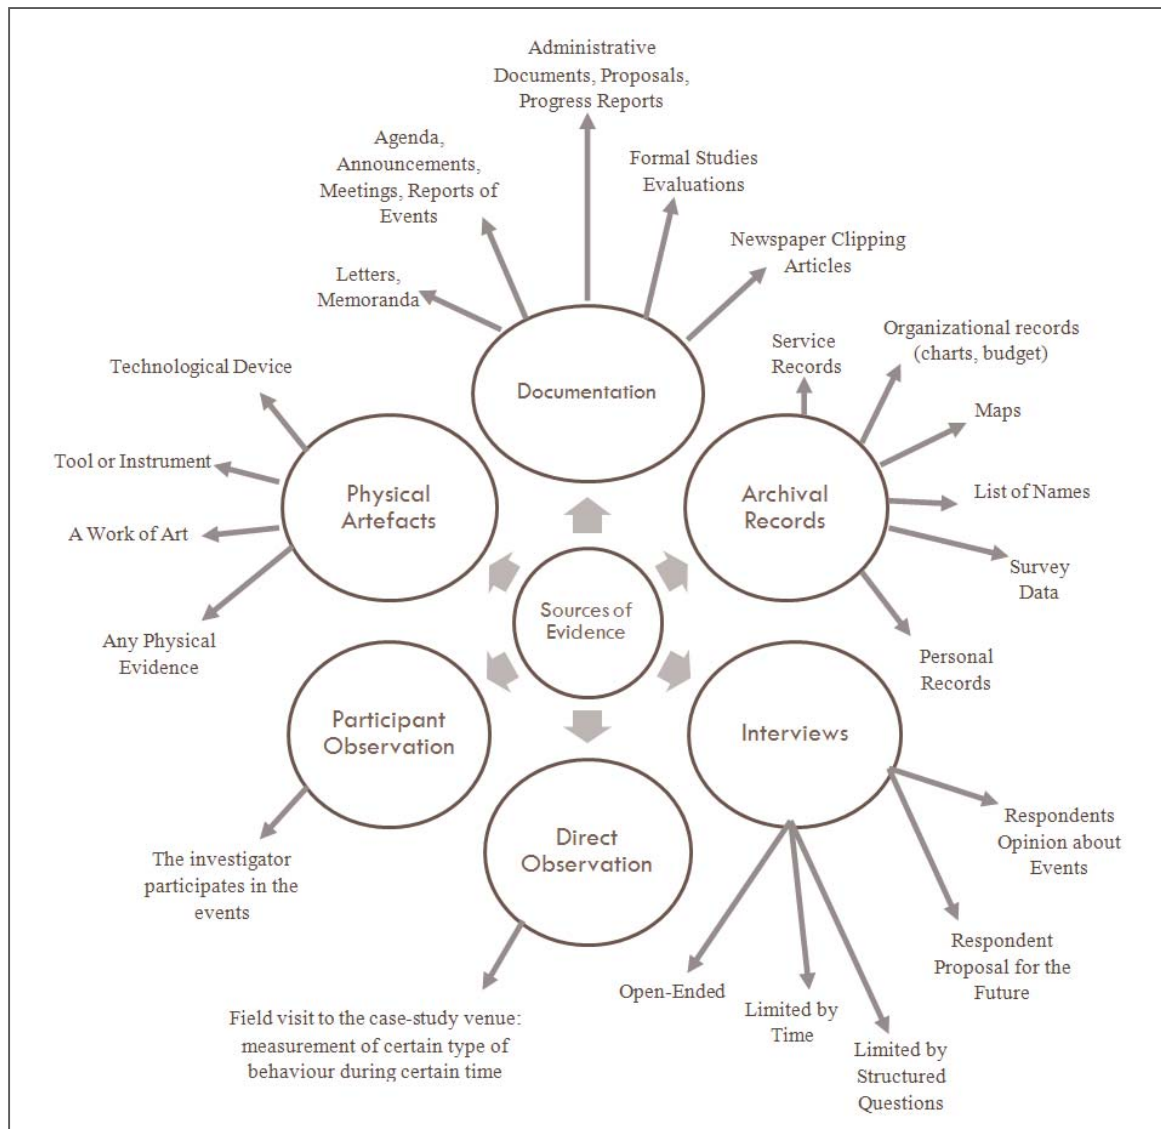 Administrative
Documents, Proposals,
Progress Reports
Agenda,
Announcements,
Meetings, Reports of
Events
Formal Studies
Evaluations
Newspaper Clipping
Articles
Letters,
Memoranda
Documentation
Technological Device
Tool or Instrument
A Work of Art
Any Physical
Evidence
Physical
Artefacts
Service
Records
Organizational records
(charts, budget)
Maps
List of Names
Survey
Data
Personal
Records
Archival
Records
Sources of
Evidence
Participant
Observation
The investigator
participates in the
events
Direct
Observation
Field visit to the case-study venue:
measurement of certain type of
behaviour during certain time
Interviews
Respondents
Opinion about
Events
Respondent
Proposal for the
Future
Open-Ended
Limited by
Time
Limited by
Structured
Questions